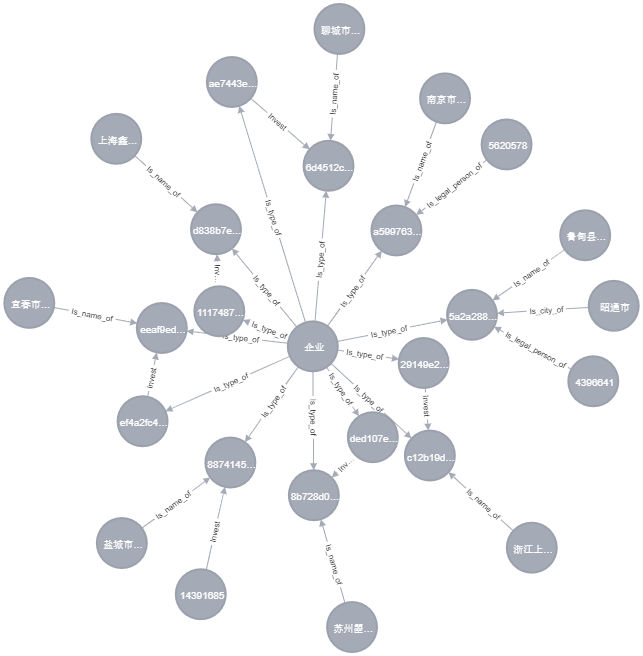 聊城市...
ae7443e...
Is_name_of
南京市...
Invest
上海鑫...
Is_name_of
5620578
6d4512c...
Is_name_of
Is_legal_person_of
Is_type_of
d838b7e...
a599763...
鲁甸县...
Is_type_of
Is_name_of
Is_type_of
Inv...
Is_type_of
宜春市...
Is_name_of
1117487...
5a2a288...
Is_city_of
昭通市
eeaf9ed...
Is_type_of
Is_type_of
企业
Is_type_of
Is_legal_person_of
Is_type_of
29149e2...
4396641
Invest
Is_type_of
Is_type_of
Is_type_of
Invest
ef4a2fc4...
Is_type_of
Is_type_of
ded107e...
c12b19d...
8874145...
Inv...
8b728d0...
Is_name_of
Is_name_of
盐城市...
Invest
浙江上...
Is_name_of
14391685
苏州...